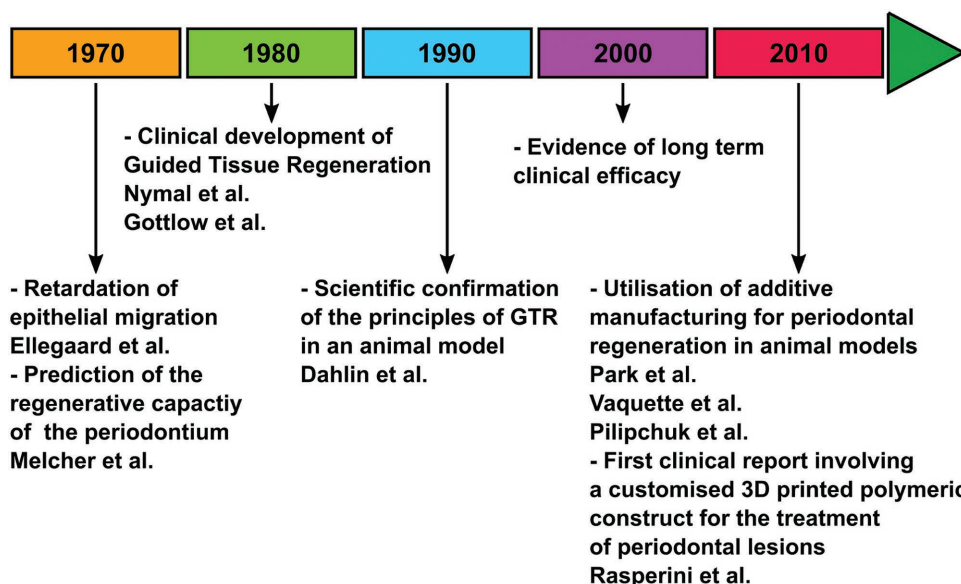 1970
1980
1990
2000
2010
- Clinical development of
Guided Tissue Regeneration
Nymal et al.
Gottlow et al.
- Evidence of long term
clinical efficacy
- Retardation of
epithelial migration
Ellegaard et al.
- Prediction of the
regenerative capactiy
of the periodontium
Melcher et al.
- Scientific confirmation
of the principles of GTR
in an animal model
Dahlin et al.
- Utilisation of additive
manufacturing for periodontal
regeneration in animal models
Park et al.
Vaquette et al.
Pilipchuk et al.
- First clinical report involving
a customised 3D printed polymeric
construct for the treatment
of periodontal lesions
Rasperini et al.